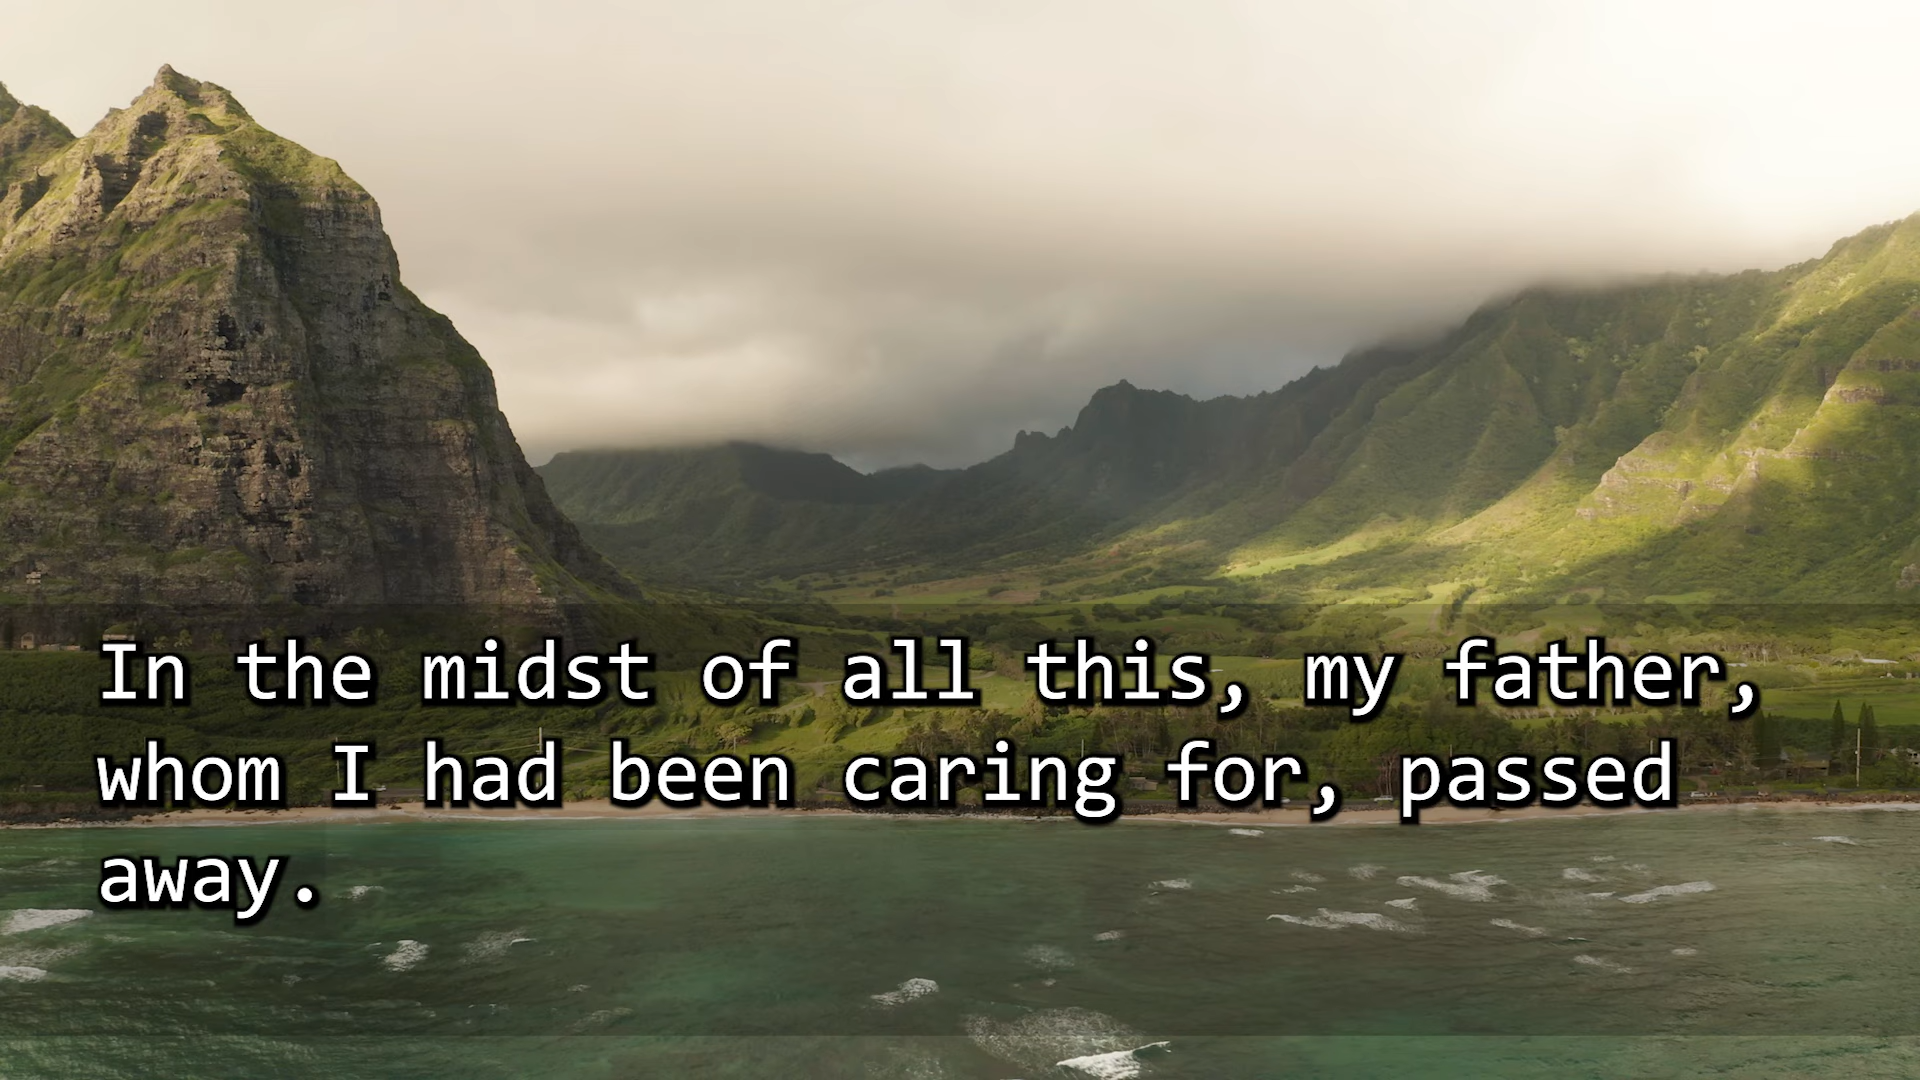 In the midst of all this, my father,
whom I had been caring for, passed
away.